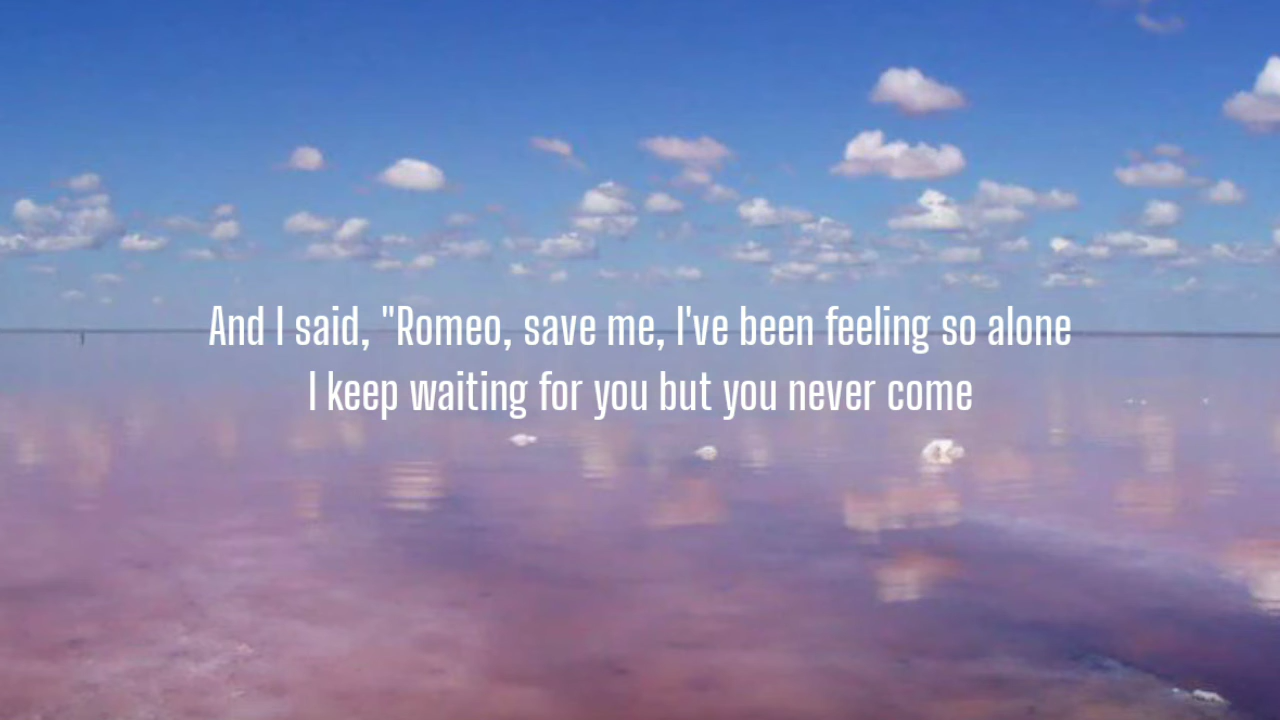 And I said, "Romeo, save me, I've been feeling so alone
I keep waiting for you but you never come